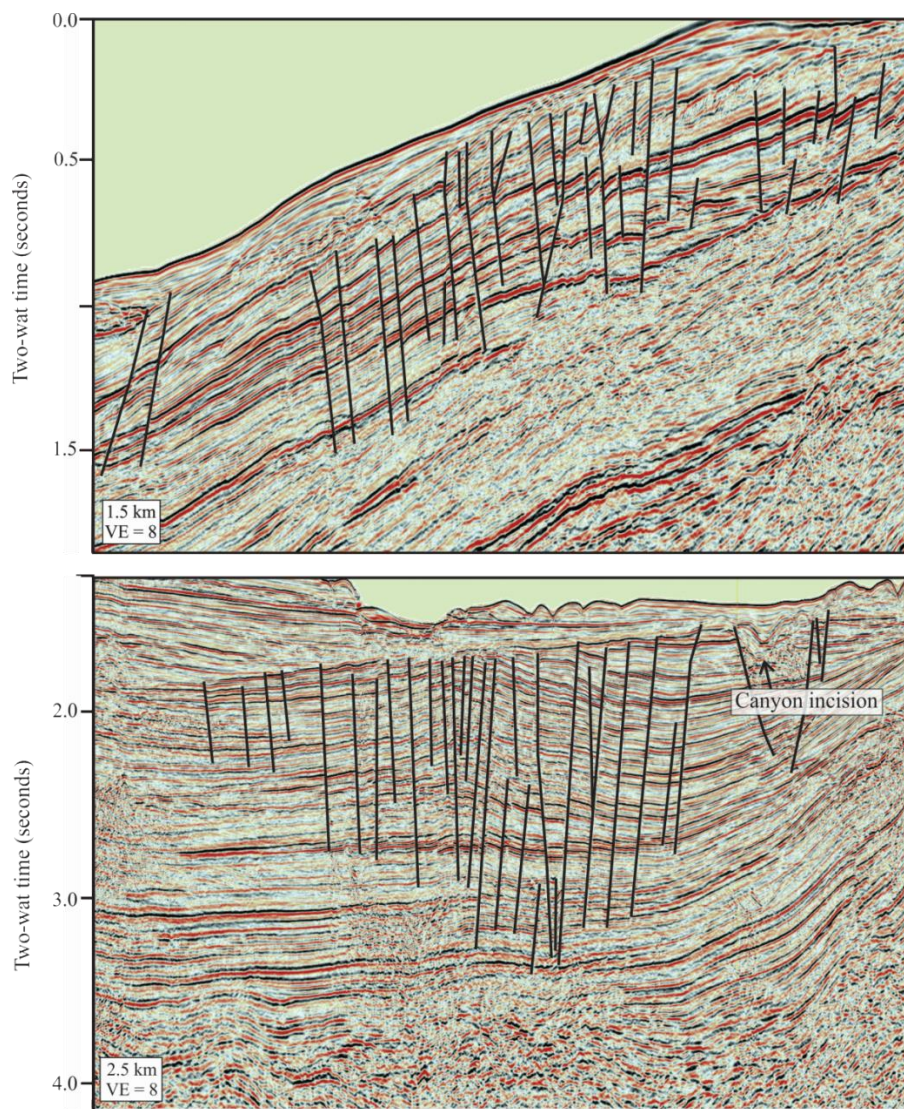 0.0
0.5
Two-wat time (seconds)
1.5
1.5 km
VE = 8
2.0
Canyon incision
Two-wat time (seconds)
3.0
2.5 km
VE = 8
4.0